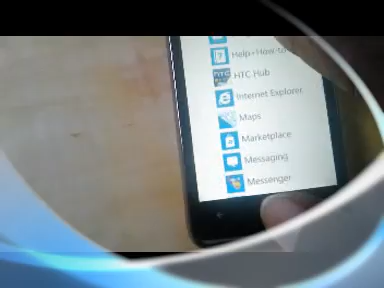 Help+How-to
HTC Hub
Internet Explorer
Maps
Marketplace
Messaging
Messenger